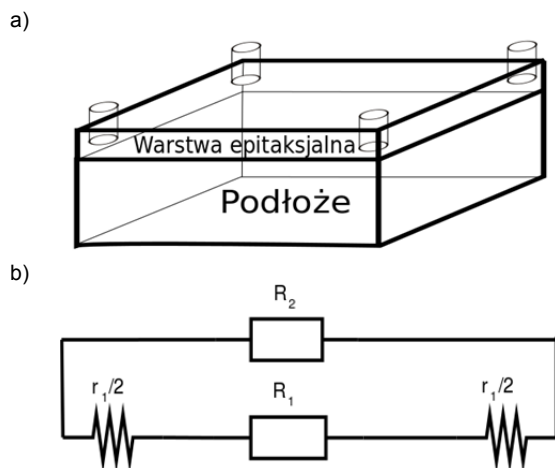 a)
Warstwa epitaksjalna
Podłoże
b)
R₂
r₁/2
R₁
r₁/2